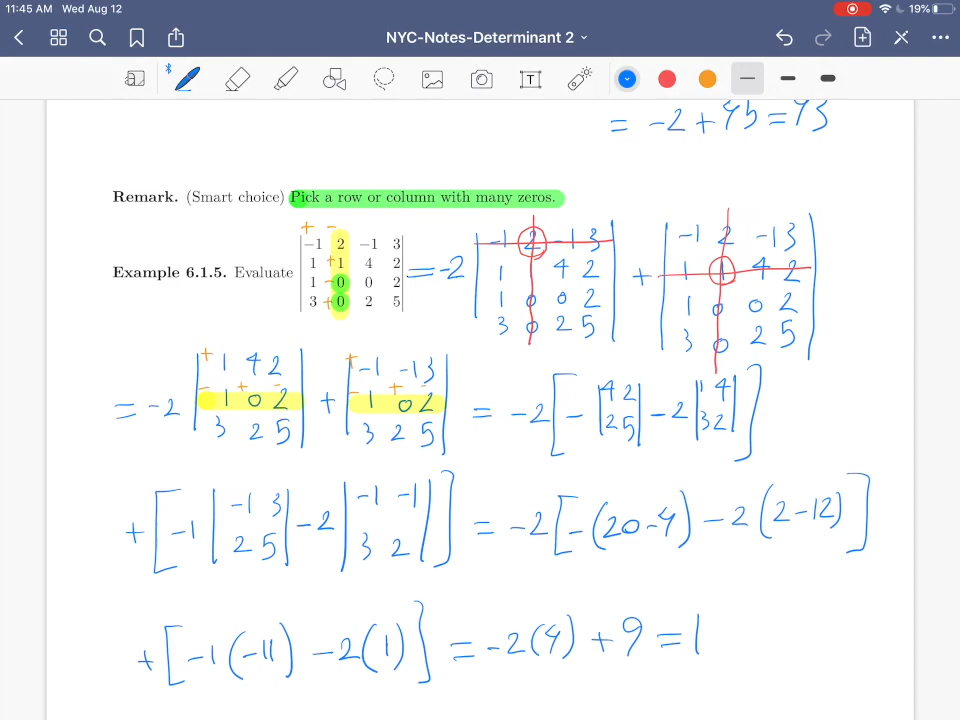 11:45 AM Wed Aug 12 19%
NYC-Notes-Determinant 2
= -2 + 45 = 43
Remark. (Smart choice) Pick a row or column with many zeros.
+ -
Example 6.1.5. Evaluate | -1 2 -1 3 | = -2 | -1 2 -1 3 | + | -1 2 -1 3 |
| 1 + 1 4 2 | | 1 4 2 | | 1 1 4 2 |
| 1 - 0 0 2 | | 1 0 0 2 | | 1 0 0 2 |
| 3 + 0 2 5 | | 3 0 2 5 | | 3 0 2 5 |
= -2 | + 1 4 2 | + | + -1 -1 3 | = -2 [ - | 4 2 | - 2 | 1 4 | ]
| - 1 + 0 - 2 | | - 1 + 0 - 2 | | 2 5 | | 3 2 |
| 3 2 5 | | 3 2 5 |
+ [ -1 | -1 3 | - 2 | -1 -1 | ] = -2 [ -(20-4) - 2(2-12) ]
| 2 5 | | 3 2 |
+ [ -1(-11) - 2(1) ] = -2(4) + 9 = 1